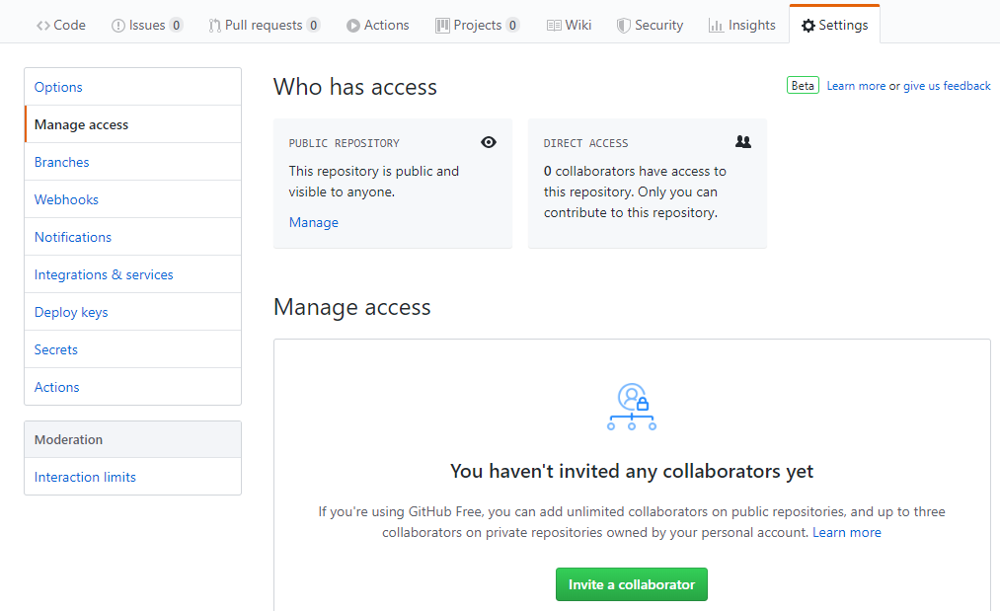 Code Issues 0 Pull requests 0 Actions Projects 0 Wiki Security Insights Settings
Options
Manage access
Branches
Webhooks
Notifications
Integrations & services
Deploy keys
Secrets
Actions
Moderation
Interaction limits
Who has access
Beta Learn more or give us feedback
PUBLIC REPOSITORY
This repository is public and
visible to anyone.
Manage
DIRECT ACCESS
0 collaborators have access to
this repository. Only you can
contribute to this repository.
Manage access
You haven't invited any collaborators yet
If you're using GitHub Free, you can add unlimited collaborators on public repositories, and up to three
collaborators on private repositories owned by your personal account. Learn more
Invite a collaborator